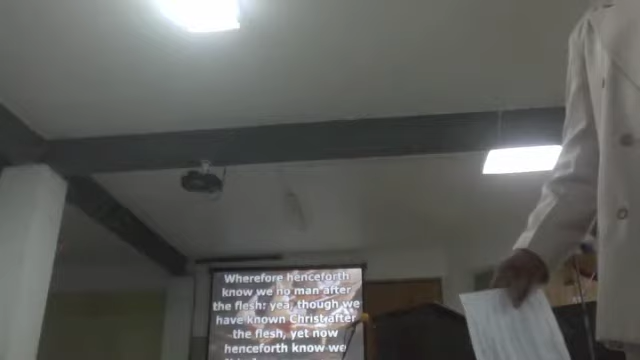 Wherefore henceforth
know we no man after
the flesh: yea, though we
have known Christ after
the flesh, yet now
henceforth know we